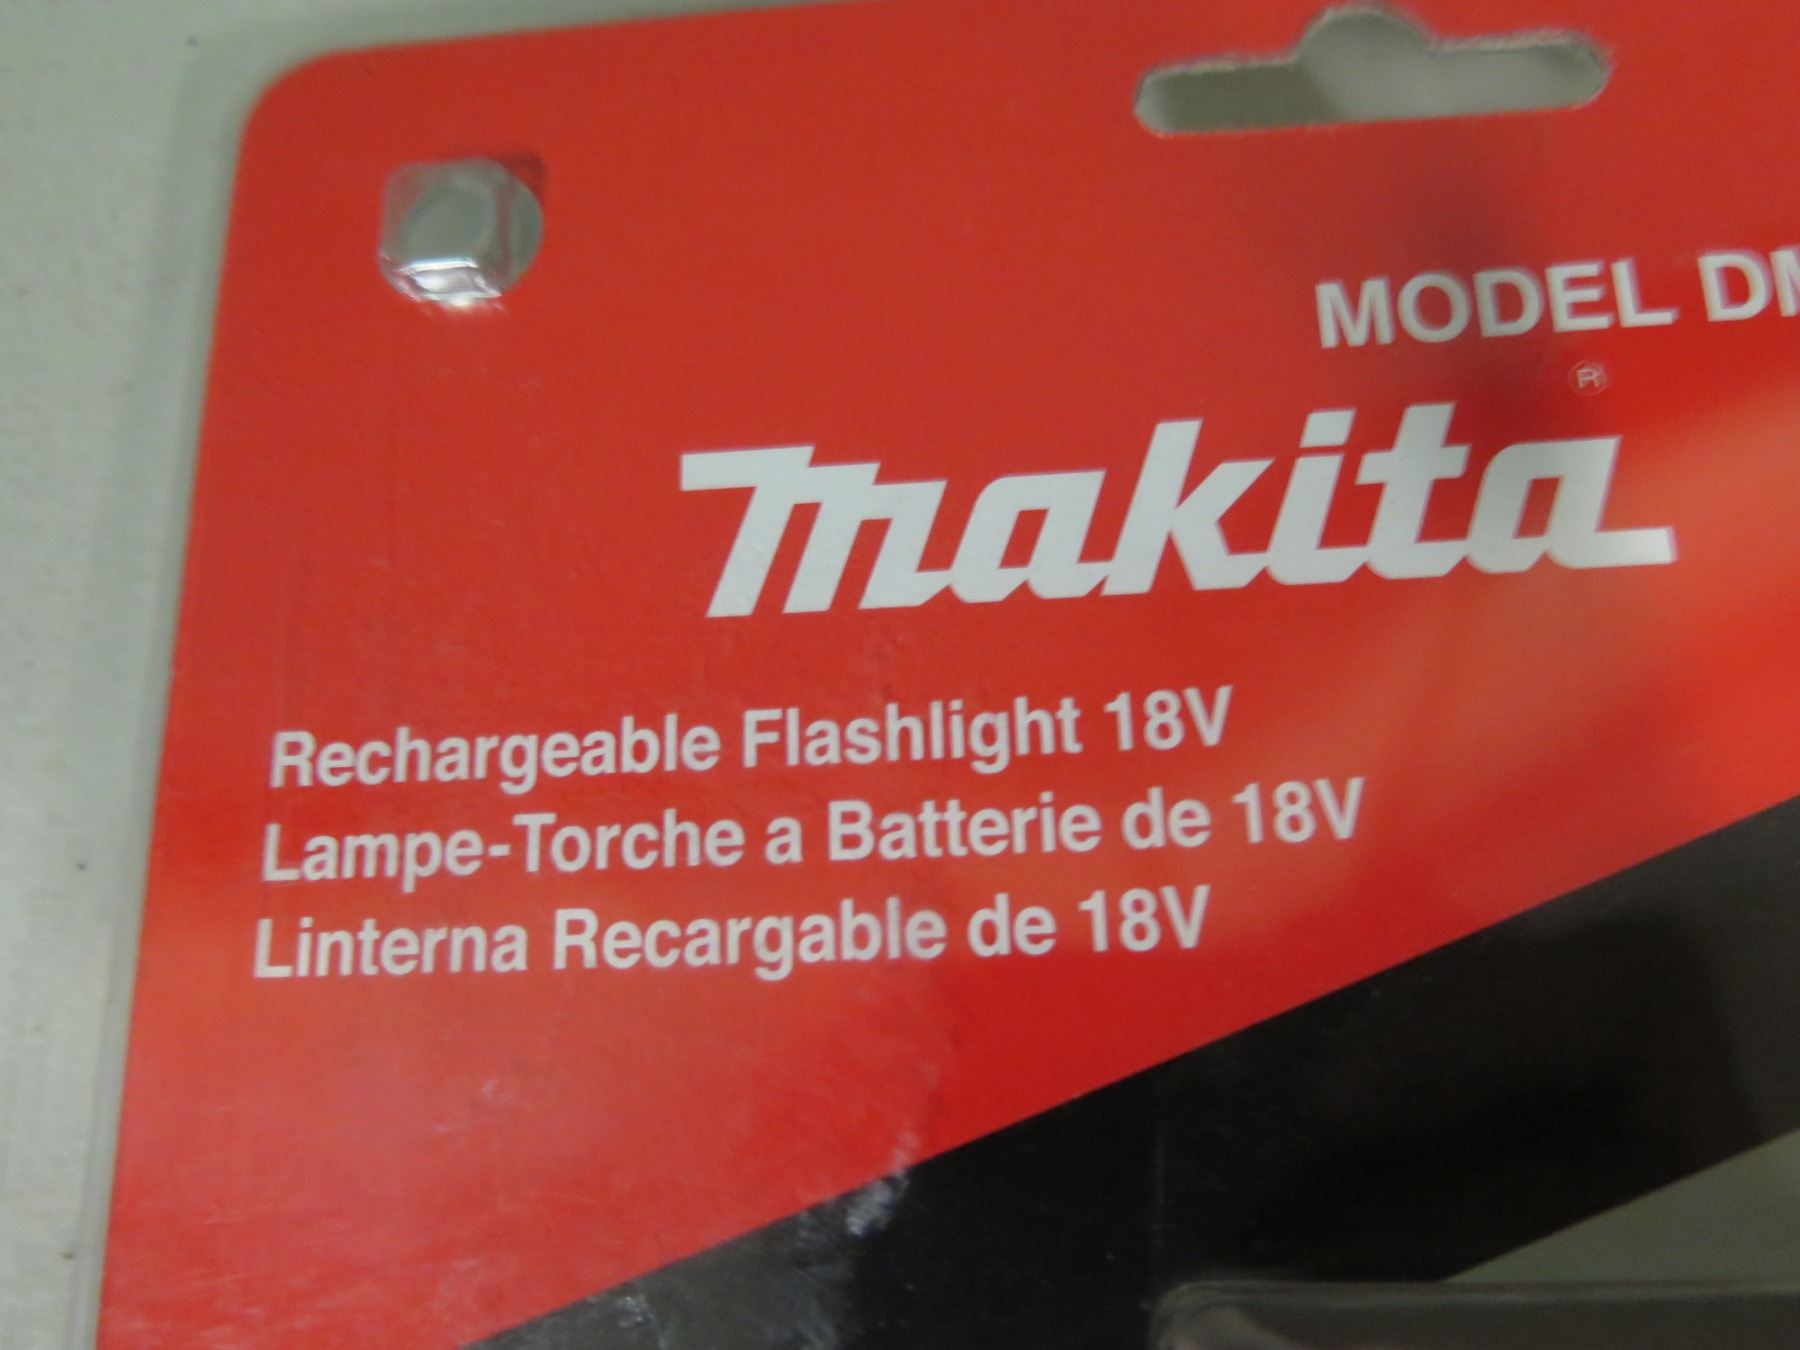 MODEL DM
®
makita
Rechargeable Flashlight 18V
Lampe-Torche a Batterie de 18V
Linterna Recargable de 18V